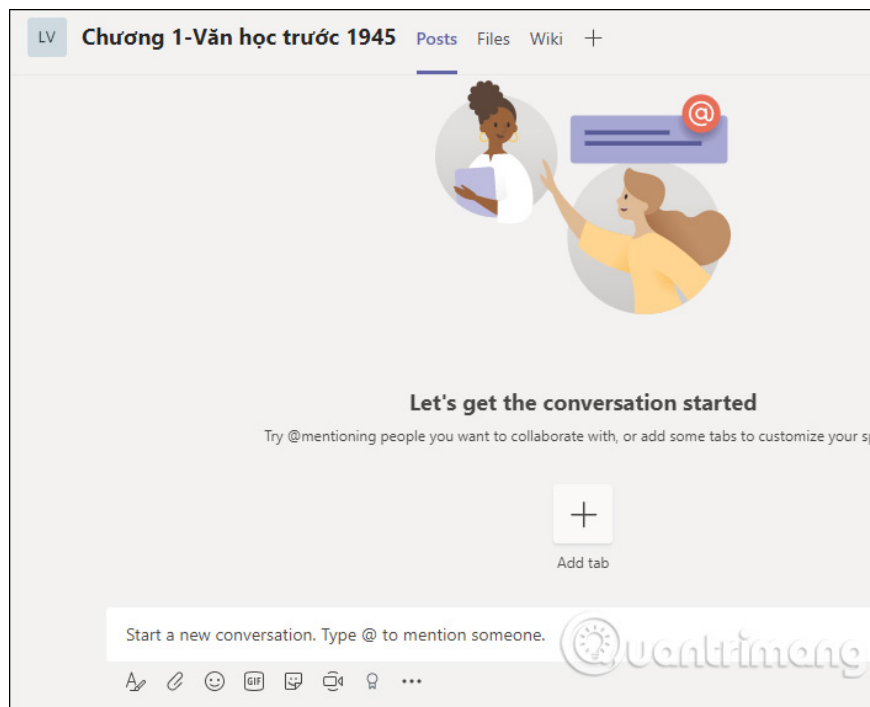 LV Chương 1-Văn học trước 1945 Posts Files Wiki
@
Let's get the conversation started
Try @mentioning people you want to collaborate with, or add some tabs to customize your
Add tab
Start a new conversation. Type @ to mention someone.
Quantrimang
GIF